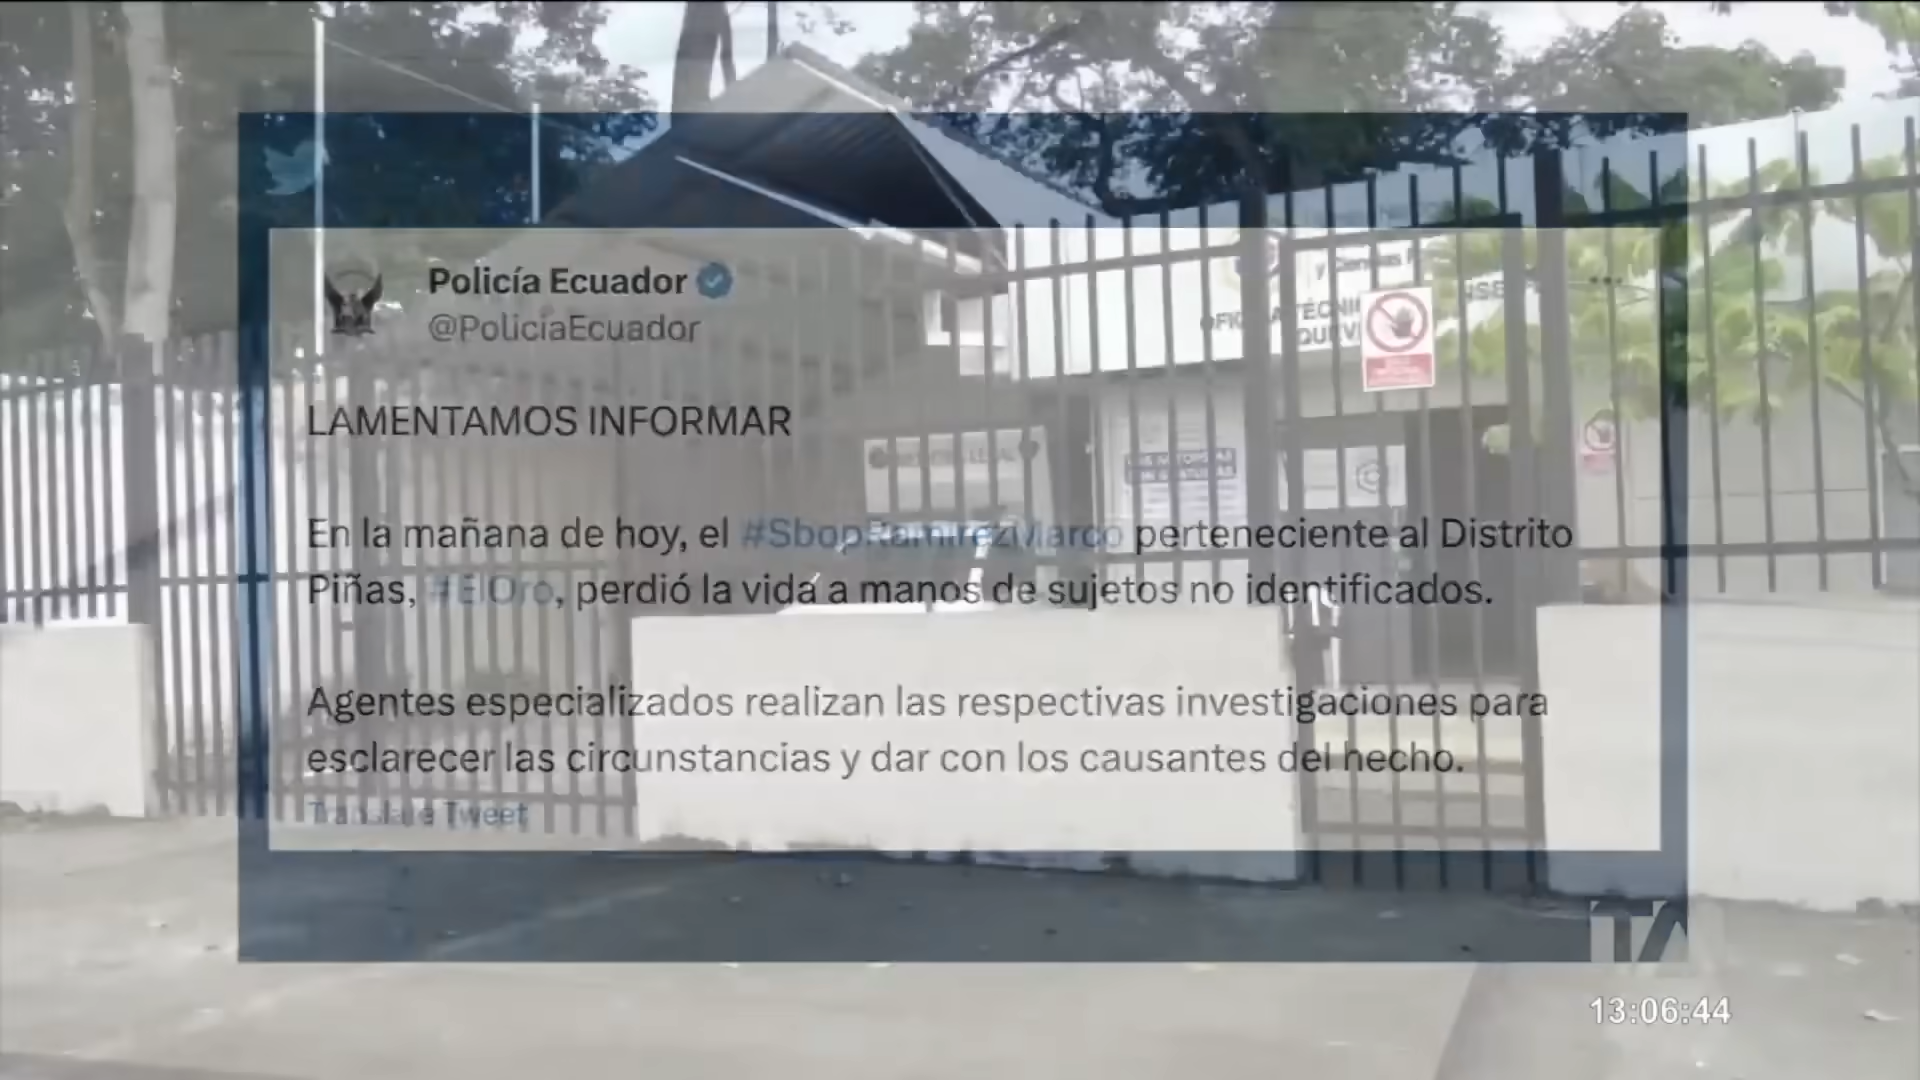 Policía Ecuador
@PoliciaEcuador
LAMENTAMOS INFORMAR
En la mañana de hoy, el #SbopRamírezMarco perteneciente al Distrito
Piñas, #ElOro, perdió la vida a manos de sujetos no identificados.
Agentes especializados realizan las respectivas investigaciones para
esclarecer las circunstancias y dar con los causantes del hecho.
Translate Tweet
13:06:44